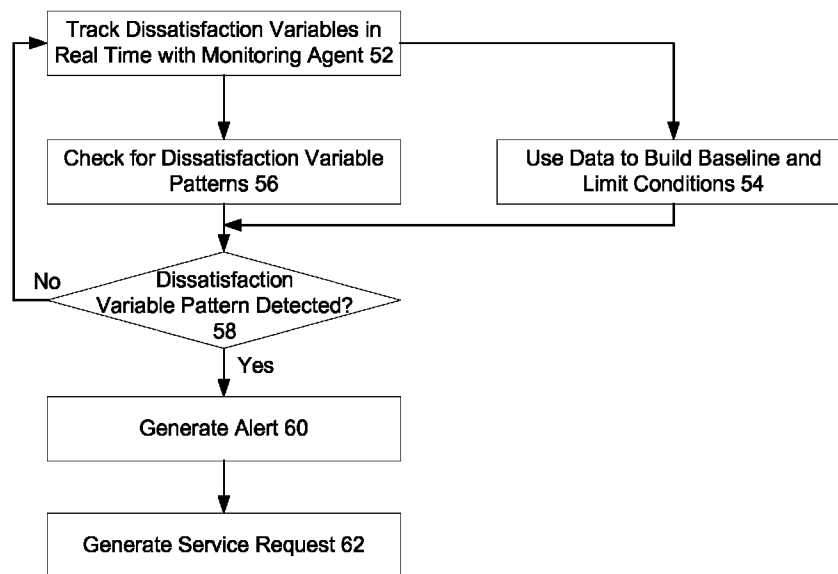 Track Dissatisfaction Variables in
Real Time with Monitoring Agent 52
Check for Dissatisfaction Variable
Patterns 56
Use Data to Build Baseline and
Limit Conditions 54
Dissatisfaction
Variable Pattern Detected?
58
No
Yes
Generate Alert 60
Generate Service Request 62